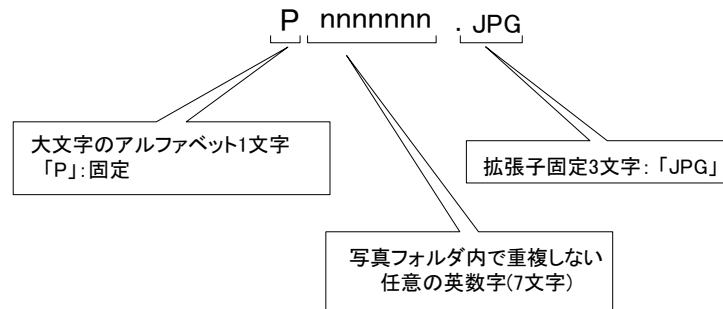 P nnnnnnn . JPG
大文字のアルファベット1文字
「P」:固定
拡張子固定3文字:「JPG」
写真フォルダ内で重複しない
任意の英数字(7文字)